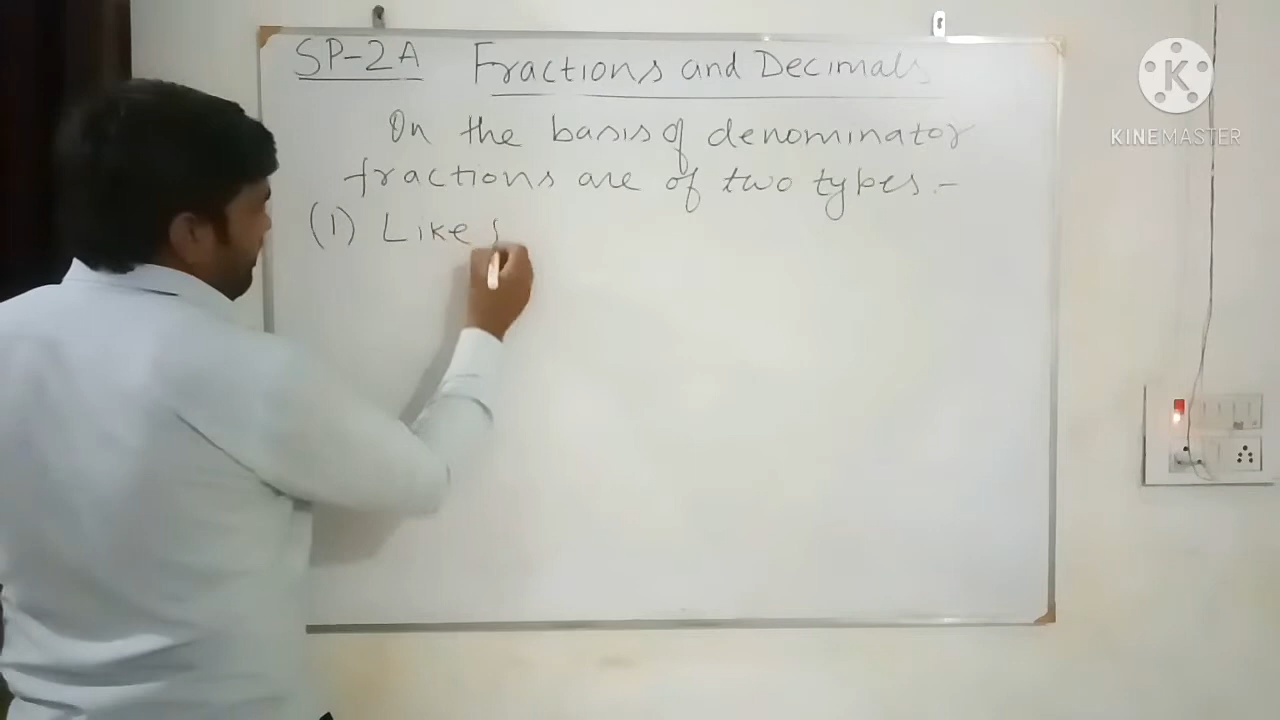 SP-2A Fractions and Decimals
On the basis of denominator
fractions are of two types.-
(1) Like
K
KINEMASTER